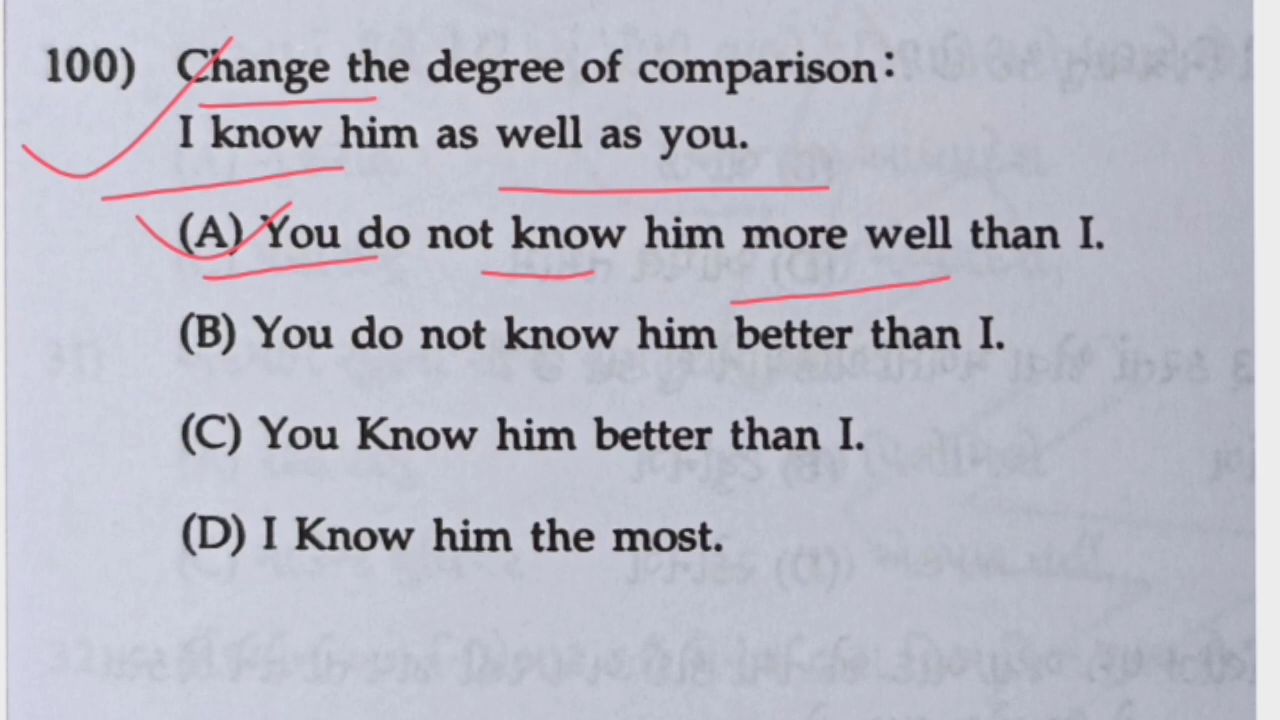 100) Change the degree of comparison:
I know him as well as you.
(A) You do not know him more well than I.
(B) You do not know him better than I.
(C) You Know him better than I.
(D) I Know him the most.